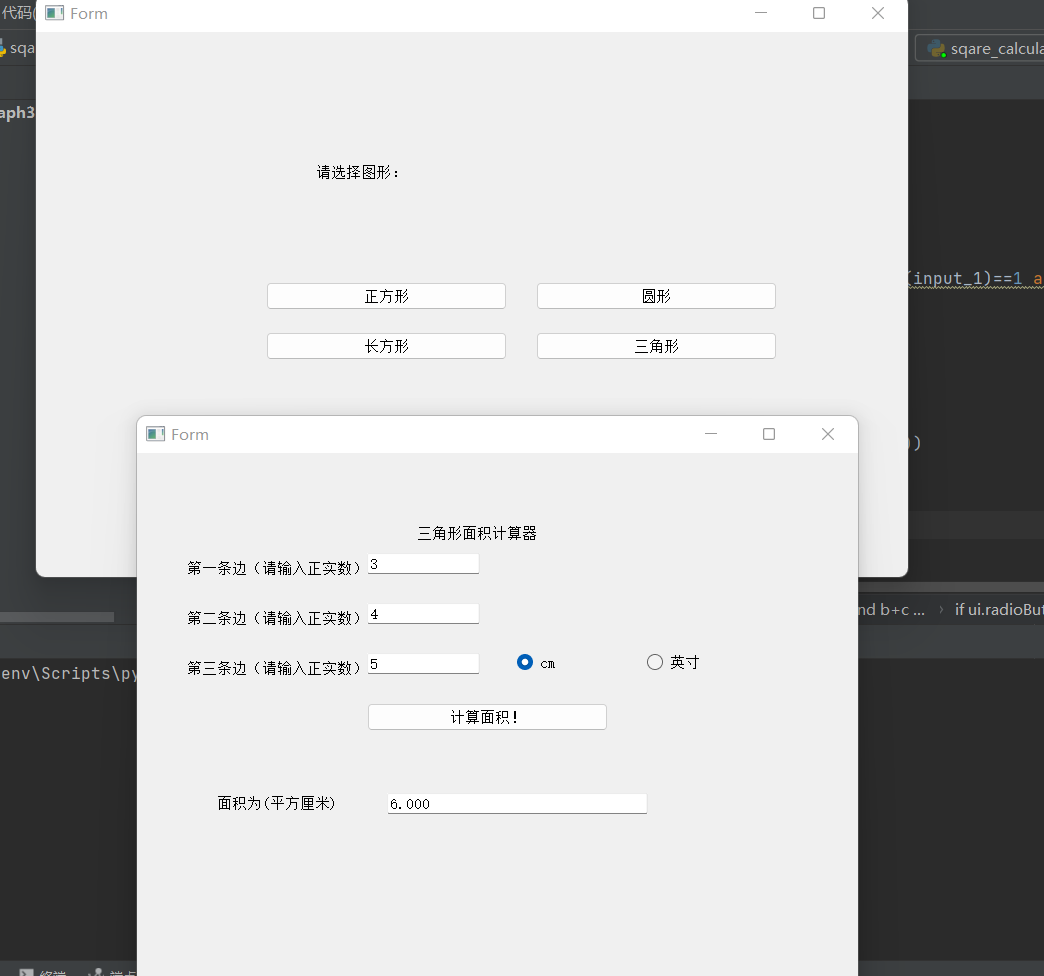 代码(
Form
sqa
sqare_calcula
aph3
请选择图形：
(input_1)==1 a
正方形
圆形
长方形
三角形
Form
))
三角形面积计算器
第一条边（请输入正实数）
3
第二条边（请输入正实数）
4
nd b+c ...
if ui.radioBut
第三条边（请输入正实数）
5
cm
英寸
env\Scripts\py
计算面积！
面积为(平方厘米)
6.000
终端
端点